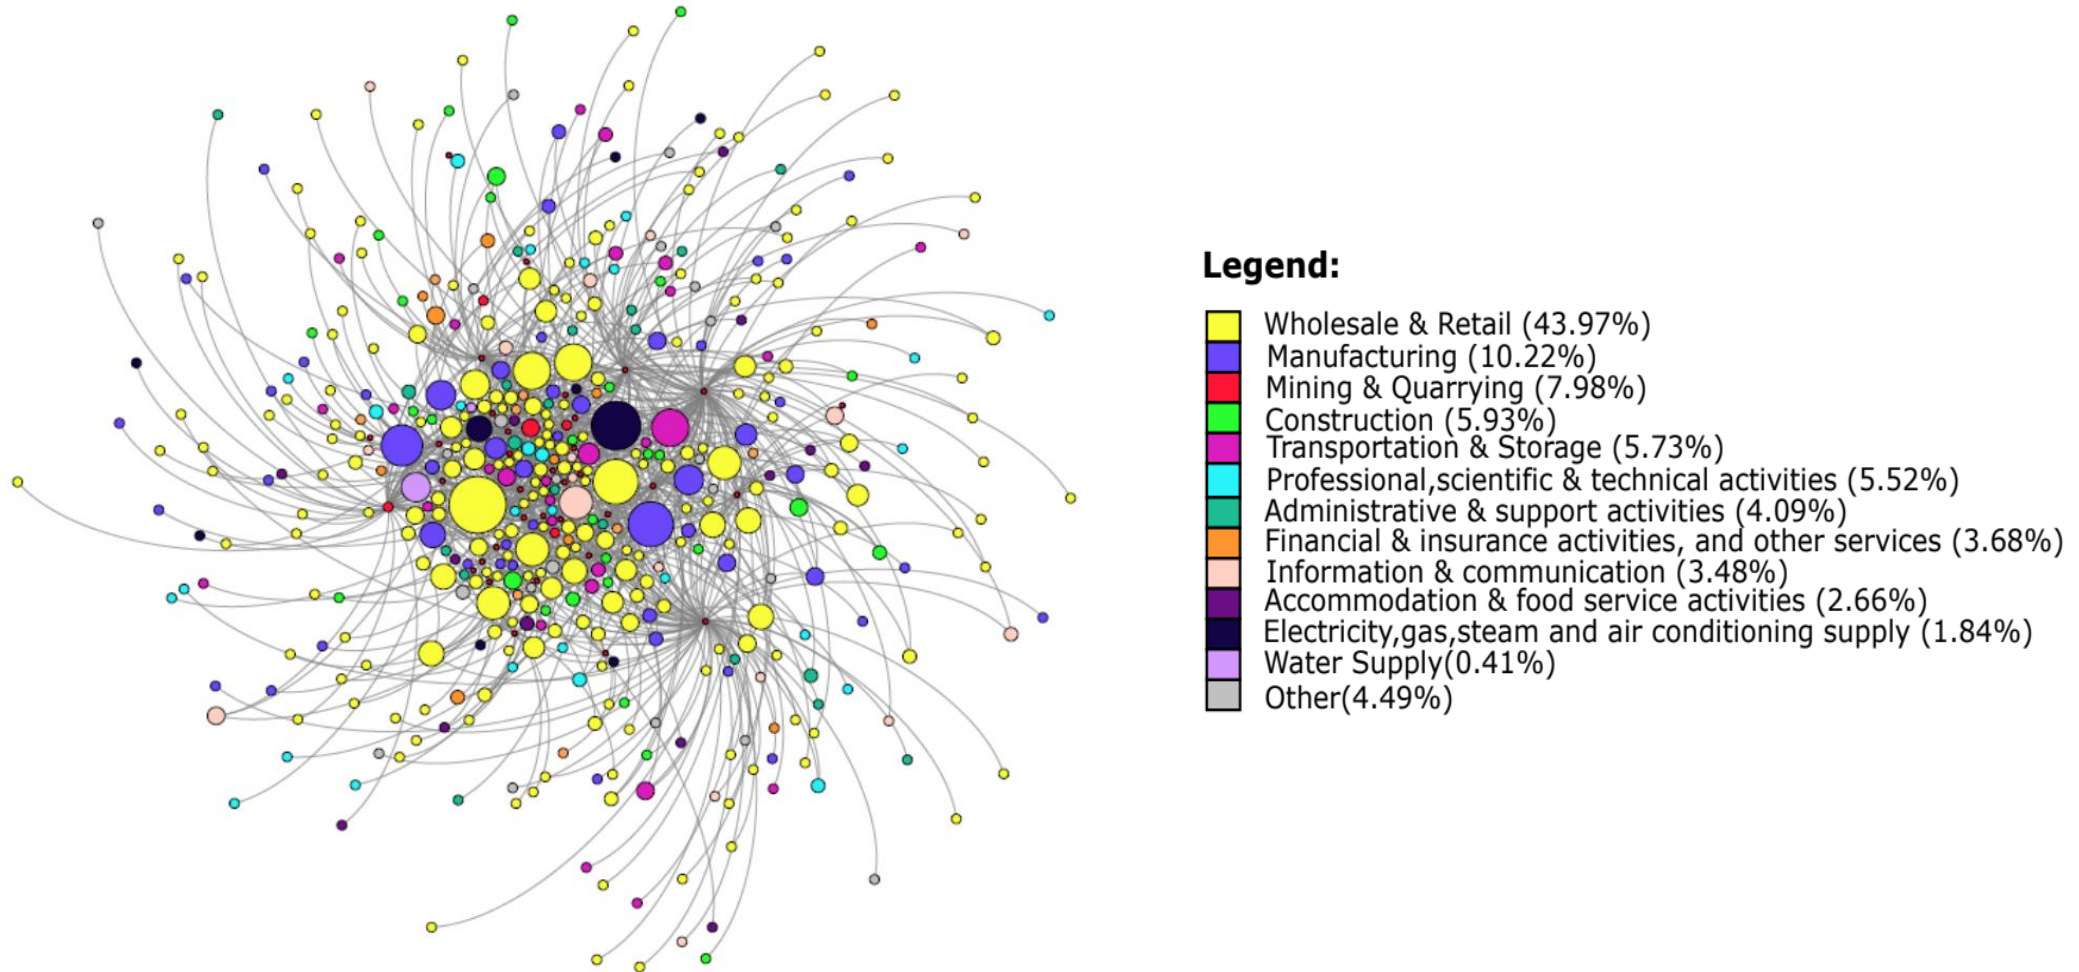 Legend:
Wholesale & Retail (43.97%)
Manufacturing (10.22%)
Mining & Quarrying (7.98%)
Construction (5.93%)
Transportation & Storage (5.73%)
Professional,scientific & technical activities (5.52%)
Administrative & support activities (4.09%)
Financial & insurance activities, and other services (3.68%)
Information & communication (3.48%)
Accommodation & food service activities (2.66%)
Electricity,gas,steam and air conditioning supply (1.84%)
Water Supply(0.41%)
Other(4.49%)